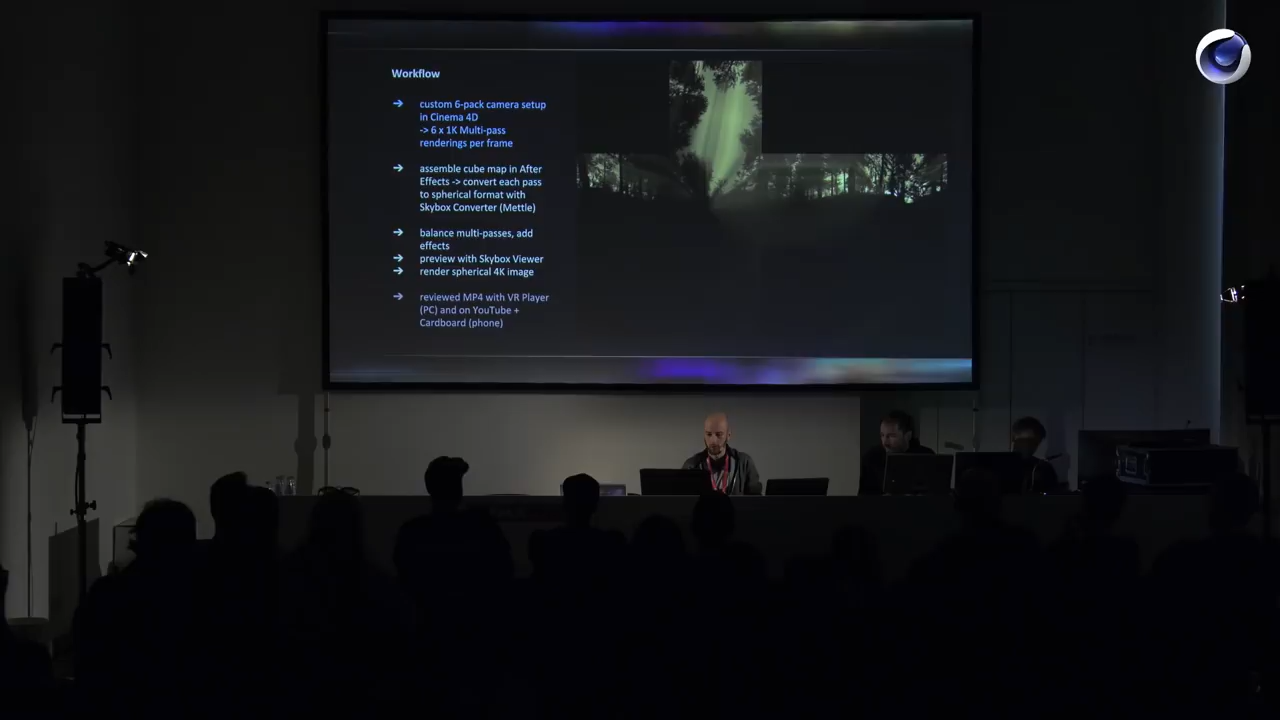 Workflow
➔ custom 6-pack camera setup
in Cinema 4D
-> 6 x 1K Multi-pass
renderings per frame
➔ assemble cube map in After
Effects -> convert each pass
to spherical format with
Skybox Converter (Mettle)
➔ balance multi-passes, add
effects
➔ preview with Skybox Viewer
➔ render spherical 4K image
➔ reviewed MP4 with VR Player
(PC) and on YouTube +
Cardboard (phone)